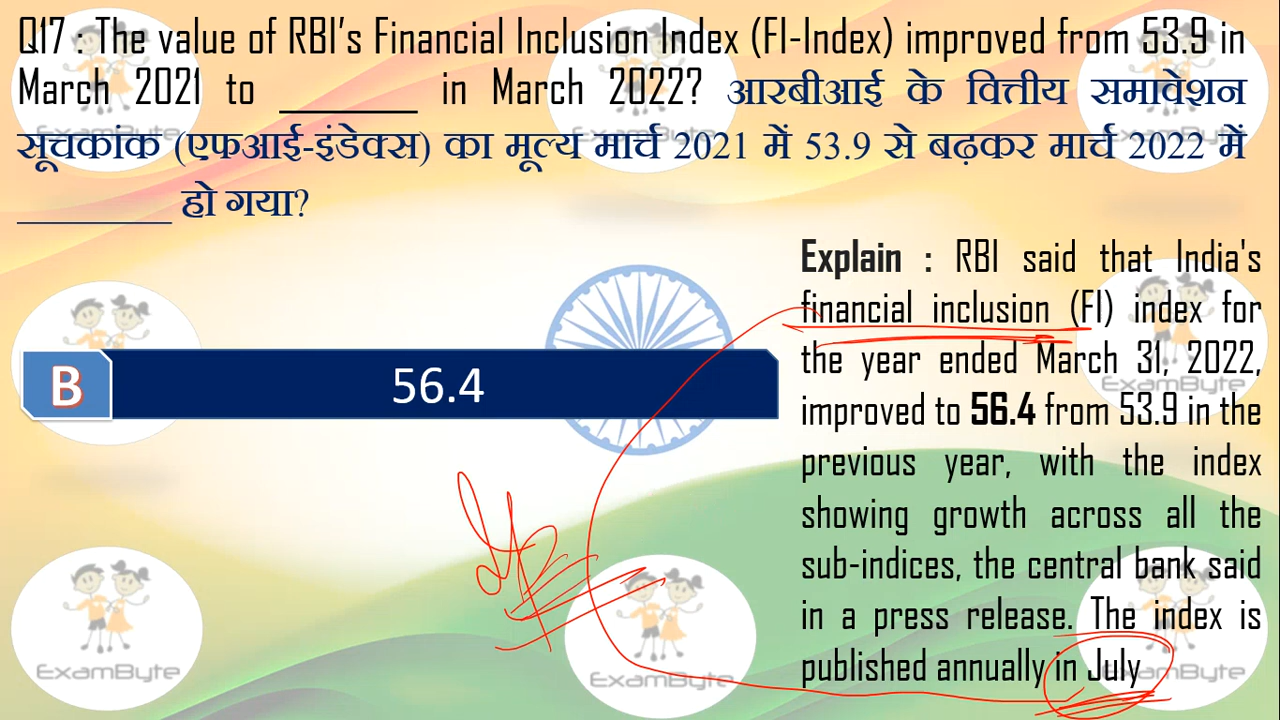 Q17 : The value of RBI's Financial Inclusion Index (FI-Index) improved from 53.9 in
March 2021 to ________ in March 2022? आरबीआई के वित्तीय समावेशन
सूचकांक (एफआई-इंडेक्स) का मूल्य मार्च 2021 में 53.9 से बढ़कर मार्च 2022 में
_________ हो गया?
B
56.4
Explain : RBI said that India's
financial inclusion (FI) index for
the year ended March 31, 2022,
improved to 56.4 from 53.9 in the
previous year, with the index
showing growth across all the
sub-indices, the central bank said
in a press release. The index is
published annually in July
ExamByte
ExamByte
ExamByte
ExamByte
ExamByte
ExamByte
ExamByte
ExamByte